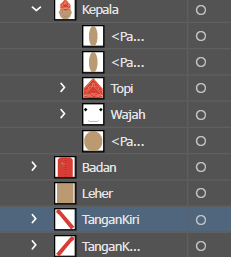 Kepala
<Pa...
<Pa...
Topi
Wajah
<Pa...
Badan
Leher
TanganKiri
TanganK...